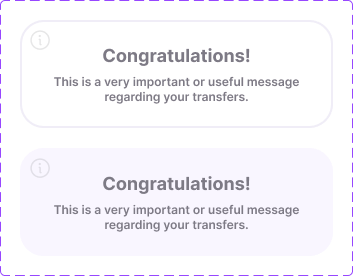 Congratulations!
This is a very important or useful message
regarding your transfers.
Congratulations!
This is a very important or useful message
regarding your transfers.